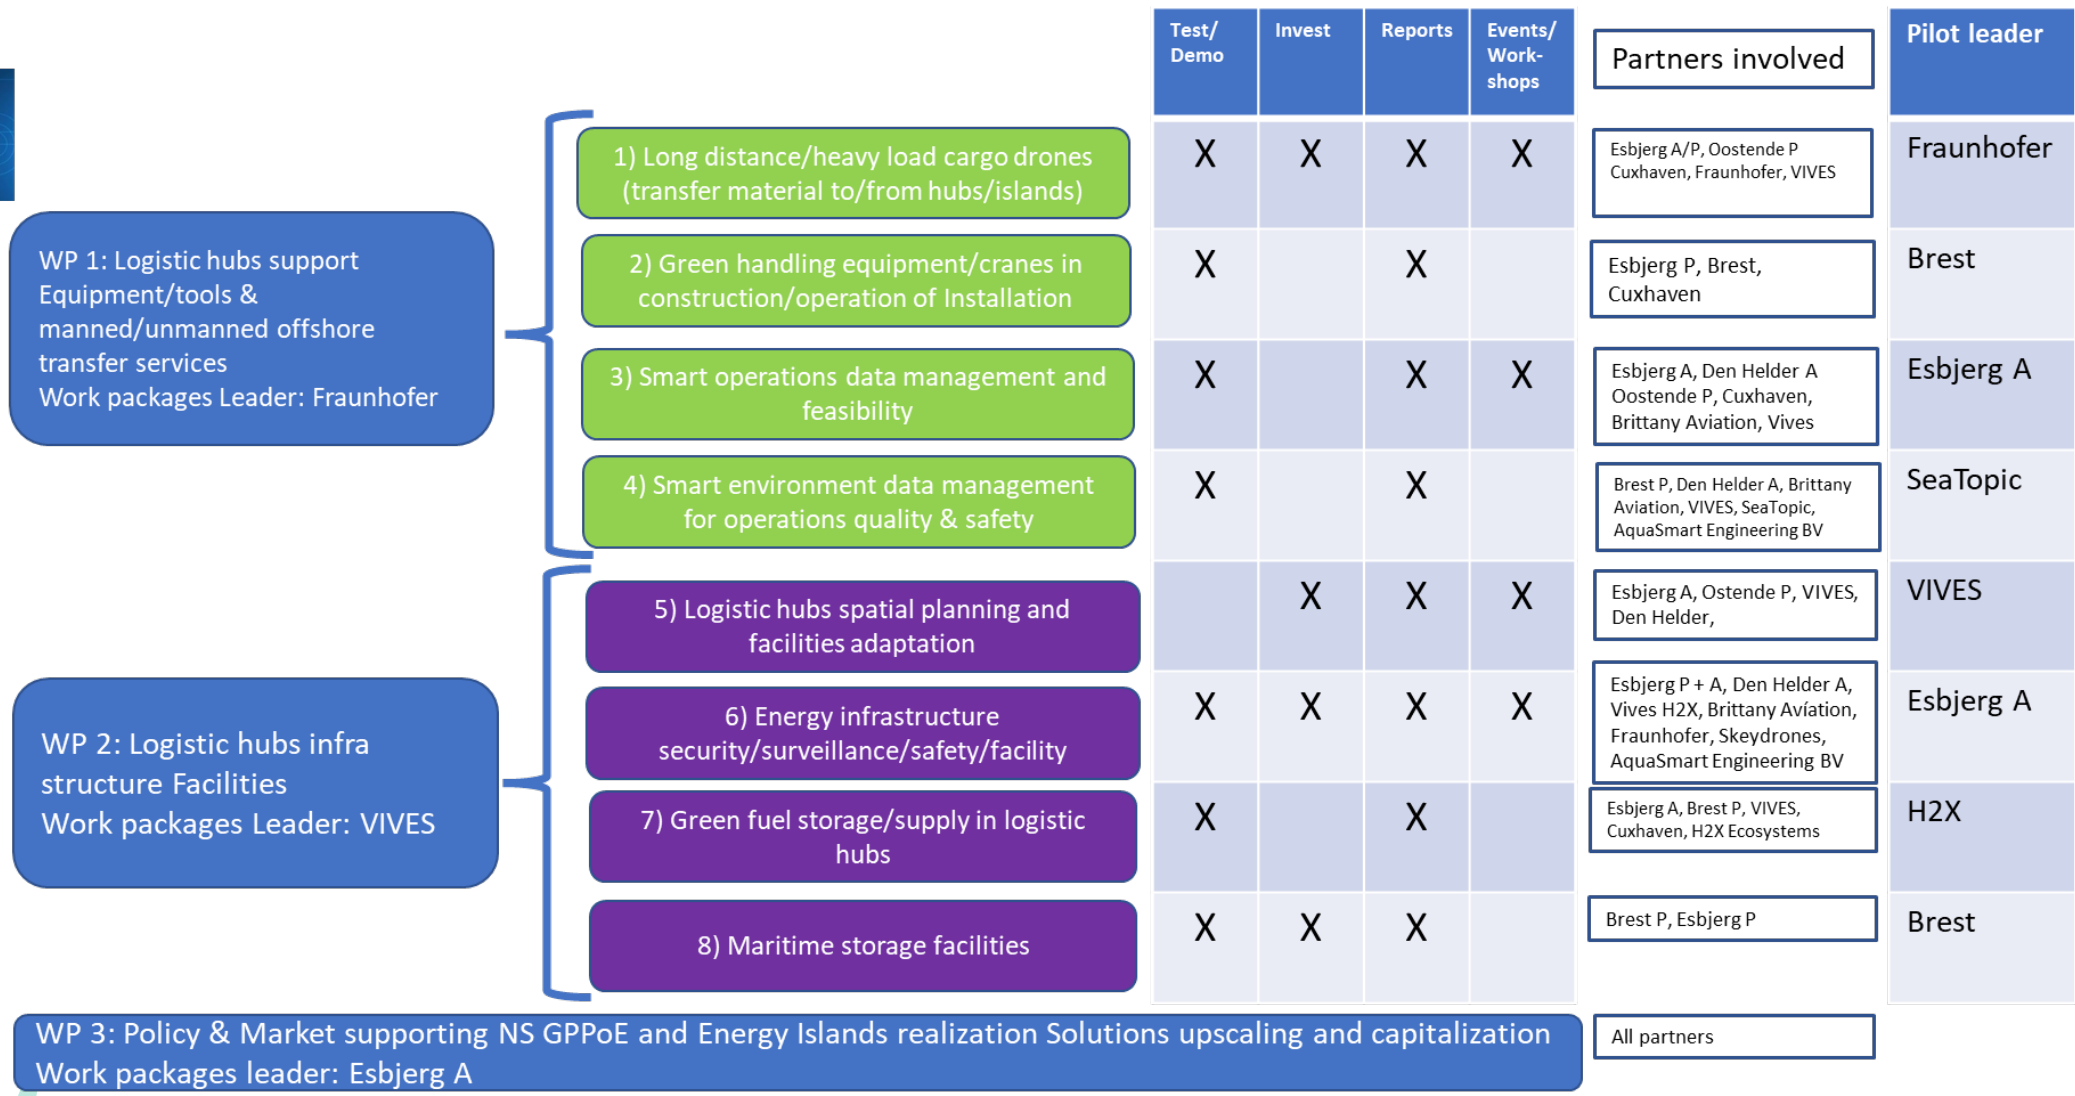 Test/
Demo
Invest
Reports
Events/
Work-
shops
Partners involved
Pilot leader
WP 1: Logistic hubs support
Equipment/tools &
manned/unmanned offshore
transfer services
Work packages Leader: Fraunhofer
1) Long distance/heavy load cargo drones
(transfer material to/from hubs/islands)
X X X X
Esbjerg A/P, Oostende P
Cuxhaven, Fraunhofer, VIVES
Fraunhofer
2) Green handling equipment/cranes in
construction/operation of Installation
X X
Esbjerg P, Brest,
Cuxhaven
Brest
3) Smart operations data management and
feasibility
X X X
Esbjerg A, Den Helder A
Oostende P, Cuxhaven,
Brittany Aviation, Vives
Esbjerg A
4) Smart environment data management
for operations quality & safety
X X
Brest P, Den Helder A, Brittany
Aviation, VIVES, SeaTopic,
AquaSmart Engineering BV
SeaTopic
WP 2: Logistic hubs infra
structure Facilities
Work packages Leader: VIVES
5) Logistic hubs spatial planning and
facilities adaptation
X X X
Esbjerg A, Ostende P, VIVES,
Den Helder,
VIVES
6) Energy infrastructure
security/surveillance/safety/facility
X X X X
Esbjerg P + A, Den Helder A,
Vives H2X, Brittany Avíation,
Fraunhofer, Skeydrones,
AquaSmart Engineering BV
Esbjerg A
7) Green fuel storage/supply in logistic
hubs
X X
Esbjerg A, Brest P, VIVES,
Cuxhaven, H2X Ecosystems
H2X
8) Maritime storage facilities
X X X
Brest P, Esbjerg P
Brest
WP 3: Policy & Market supporting NS GPPoE and Energy Islands realization Solutions upscaling and capitalization
Work packages leader: Esbjerg A
All partners